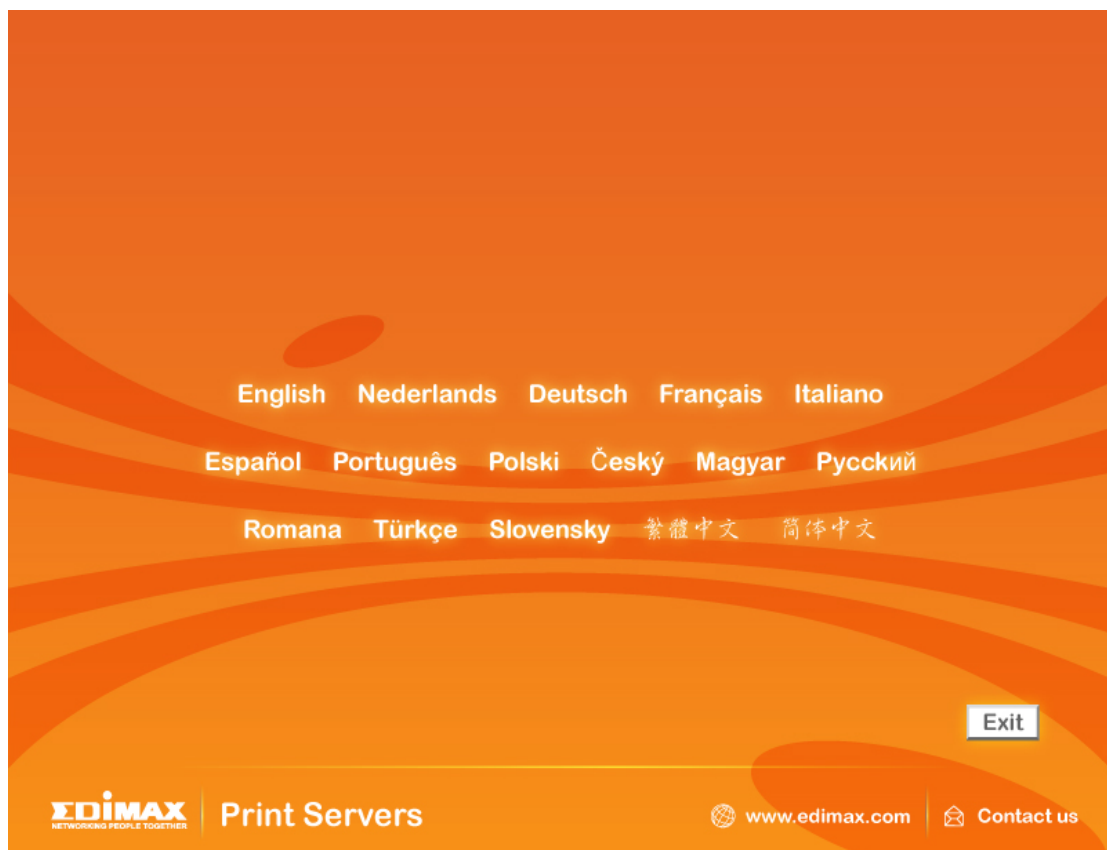 English Nederlands Deutsch Français Italiano
Español Português Polski Český Magyar Русский
Romana Türkçe Slovensky 繁體中文 简体中文
Exit
EDIMAX
NETWORKING PEOPLE TOGETHER
Print Servers
www.edimax.com
Contact us